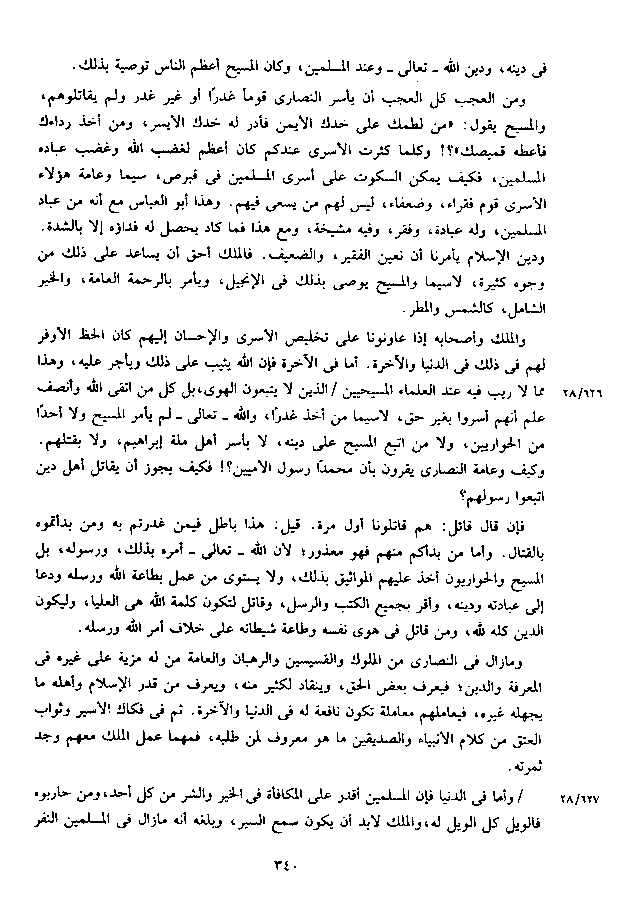 فى دينه، ودين الله ـ تعالى ـ وعند المسلمين، وكان المسيح أعظم الناس توصية بذلك.
ومن العجب كل العجب أن يأسر النصارى قومًا غدرًا أو غير غدر ولم يقاتلوهم،
والمسيح يقول: «من لطمك على خدك الأيمن فأدر له خدك الأيسر، ومن أخذ رداءك
فأعطه قميصك»؟! وكلما كثرت الأسرى عندكم كان أعظم لغضب الله وغضب عباده
المسلمين، فكيف يمكن السكوت على أسرى المسلمين فى قبرص، سيما وعامة هؤلاء
الأسرى قوم فقراء، وضعفاء، ليس لهم من يسعى فيهم. وهذا أبو العباس مع أنه من عباد
المسلمين، وله عبادة، وفقر، وفيه مشيخة، ومع هذا فما كاد يحصل له فداؤه إلا بالشدة.
ودين الإسلام يأمرنا أن نعين الفقير، والضعيف. فالملك أحق أن يساعد على ذلك من
وجوه كثيرة، لاسيما والمسيح يوصى بذلك فى الإنجيل، ويأمر بالرحمة العامة، والخير
الشامل، كالشمس والمطر.
والملك وأصحابه إذا عاونونا على تخليص الأسرى والإحسان إليهم كان الحظ الأوفر
لهم فى ذلك فى الدنيا والآخرة. أما فى الآخرة فإن الله يثيب على ذلك ويأجر عليه، وهذا
مما لا ريب فيه عند العلماء المسيحيين / الذين لا يتبعون الهوى، بل كل من اتقى الله وأنصف ٢٨/٦٢٦
علم أنهم أسروا بغير حق، لاسيما من أخذ غدرًا، والله ـ تعالى ـ لم يأمر المسيح ولا أحدًا
من الحواريين، ولا من اتبع المسيح على دينه، لا بأسر أهل ملة إبراهيم، ولا بقتلهم.
وكيف وعامة النصارى يقرون بأن محمدًا رسول الأميين؟! فكيف يجوز أن يقاتل أهل دين
اتبعوا رسولهم؟
فإن قال قائل: هم قاتلونا أول مرة. قيل: هذا باطل فيمن غدرتم به ومن بدأتموه
بالقتال. وأما من بدأكم منهم فهو معذور؛ لأن الله ـ تعالى ـ أمره بذلك، ورسوله، بل
المسيح والحواريون أخذ عليهم المواثيق بذلك، ولا يستوى من عمل بطاعة الله ورسله ودعا
إلى عبادته ودينه، وأقر بجميع الكتب والرسل، وقاتل لتكون كلمة الله هى العليا، وليكون
الدين كله لله، ومن قاتل فى هوى نفسه وطاعة شيطانه على خلاف أمر الله ورسله.
ومازال فى النصارى من الملوك والقسيسين والرهبان والعامة من له مزية على غيره فى
المعرفة والدين؛ فيعرف بعض الحق، وينقاد لكثير منه، ويعرف من قدر الإسلام وأهله ما
يجهله غيره، فيعاملهم معاملة تكون نافعة له فى الدنيا والآخرة. ثم فى فكاك الأسير وثواب
العتق من كلام الأنبياء والصديقين ما هو معروف لمن طلبه، فمهما عمل الملك معهم وجد
ثمرته.
/ وأما فى الدنيا فإن المسلمين أقدر على المكافأة فى الخير والشر من كل أحد، ومن حاربوه ٢٨/٦٢٧
فالويل كل الويل له، والملك لابد أن يكون سمع السير، وبلغه أنه مازال فى المسلمين النفر
٣٤٠